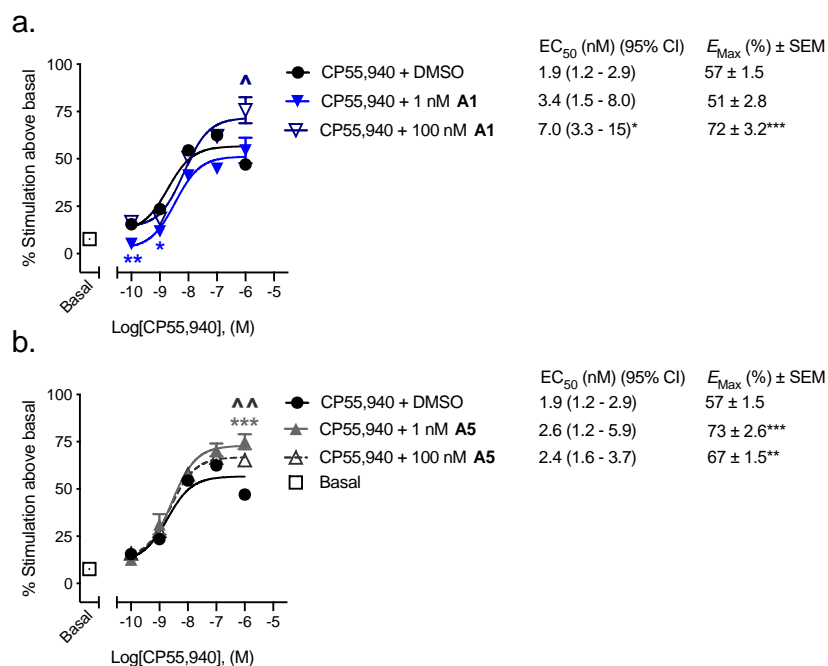 a.
EC50 (nM) (95% CI) EMax (%) ± SEM
CP55,940 + DMSO 1.9 (1.2 - 2.9) 57 ± 1.5
CP55,940 + 1 nM A1 3.4 (1.5 - 8.0) 51 ± 2.8
CP55,940 + 100 nM A1 7.0 (3.3 - 15)* 72 ± 3.2***
% Stimulation above basal
100
75
50
25
0
^
** *
Basal
-10 -9 -8 -7 -6 -5
Log[CP55,940], (M)
b.
EC50 (nM) (95% CI) EMax (%) ± SEM
CP55,940 + DMSO 1.9 (1.2 - 2.9) 57 ± 1.5
CP55,940 + 1 nM A5 2.6 (1.2 - 5.9) 73 ± 2.6***
CP55,940 + 100 nM A5 2.4 (1.6 - 3.7) 67 ± 1.5**
Basal
% Stimulation above basal
100
75
50
25
0
^^
***
Basal
-10 -9 -8 -7 -6 -5
Log[CP55,940], (M)